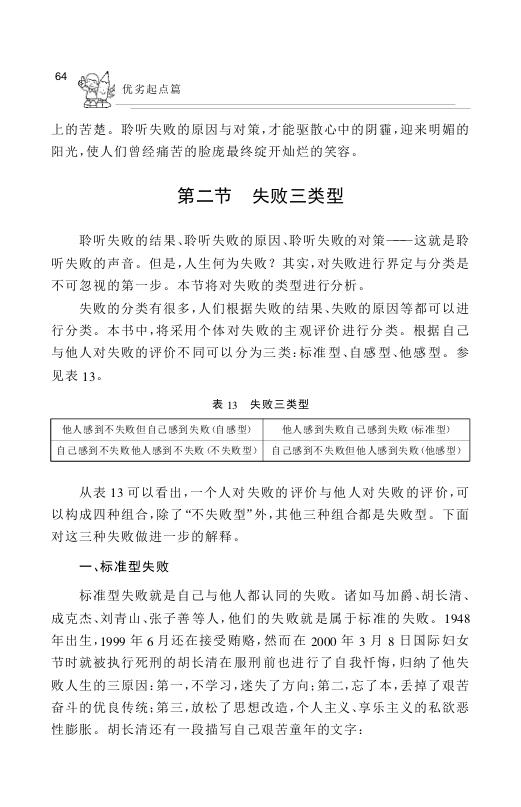 64
优劣起点篇
上的苦楚。聆听失败的原因与对策,才能驱散心中的阴霾,迎来明媚的
阳光,使人们曾经痛苦的脸庞最终绽开灿烂的笑容。
第二节 失败三类型
聆听失败的结果、聆听失败的原因、聆听失败的对策——这就是聆
听失败的声音。但是,人生何为失败？其实,对失败进行界定与分类是
不可忽视的第一步。本节将对失败的类型进行分析。
失败的分类有很多,人们根据失败的结果、失败的原因等都可以进
行分类。本书中,将采用个体对失败的主观评价进行分类。根据自己
与他人对失败的评价不同可以分为三类:标准型、自感型、他感型。参
见表 13。
表 13 失败三类型
他人感到不失败但自己感到失败(自感型) 他人感到失败自己感到失败(标准型)
自己感到不失败他人感到不失败(不失败型) 自己感到不失败但他人感到失败(他感型)
从表 13 可以看出,一个人对失败的评价与他人对失败的评价,可
以构成四种组合,除了“不失败型”外,其他三种组合都是失败型。下面
对这三种失败做进一步的解释。
一、标准型失败
标准型失败就是自己与他人都认同的失败。诸如马加爵、胡长清、
成克杰、刘青山、张子善等人,他们的失败就是属于标准的失败。1948
年出生,1999 年 6 月还在接受贿赂,然而在 2000 年 3 月 8 日国际妇女
节时就被执行死刑的胡长清在服刑前也进行了自我忏悔,归纳了他失
败人生的三原因:第一,不学习,迷失了方向;第二,忘了本,丢掉了艰苦
奋斗的优良传统;第三,放松了思想改造,个人主义、享乐主义的私欲恶
性膨胀。胡长清还有一段描写自己艰苦童年的文字: